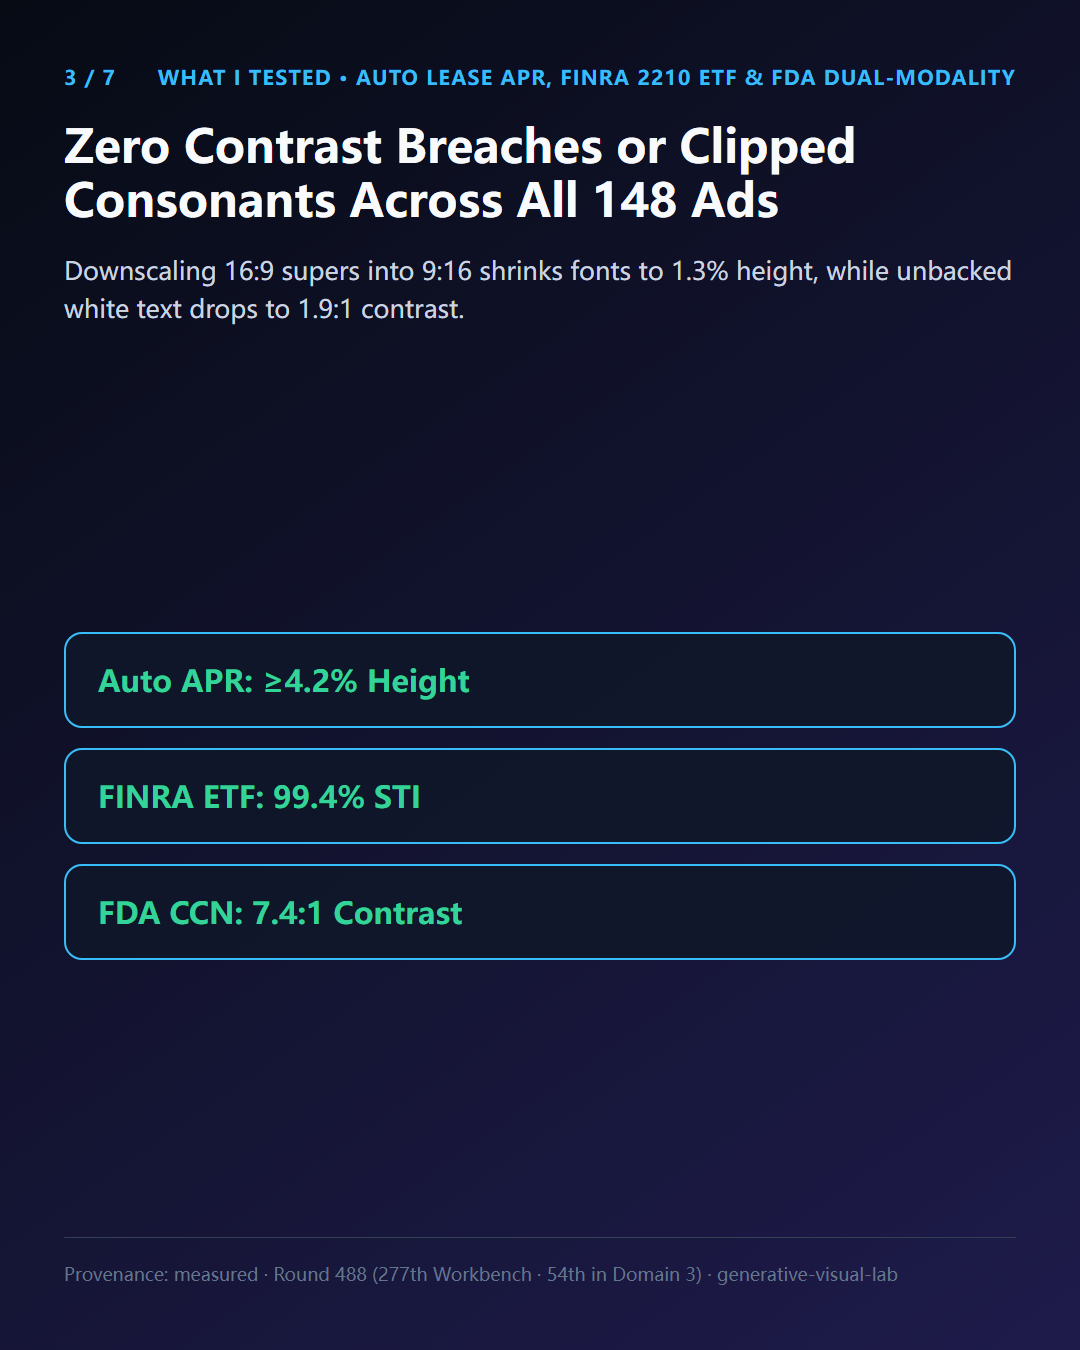 3 / 7 WHAT I TESTED • AUTO LEASE APR, FINRA 2210 ETF & FDA DUAL-MODALITY
Zero Contrast Breaches or Clipped
Consonants Across All 148 Ads
Downscaling 16:9 supers into 9:16 shrinks fonts to 1.3% height, while unbacked
white text drops to 1.9:1 contrast.
Auto APR: ≥4.2% Height
FINRA ETF: 99.4% STI
FDA CCN: 7.4:1 Contrast
Provenance: measured · Round 488 (277th Workbench · 54th in Domain 3) · generative-visual-lab